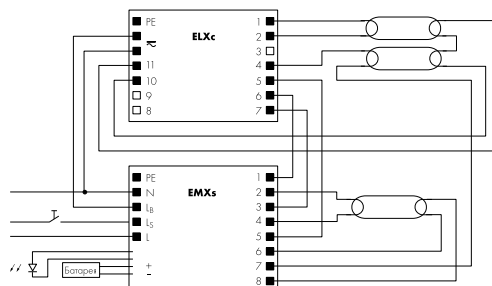 PE 1
ELXc 2
3
11 4
10 5
9 6
8 7
PE 1
N EMXs 2
LB 3
LS 4
L 5
6
+ 7
Батарея
- 8